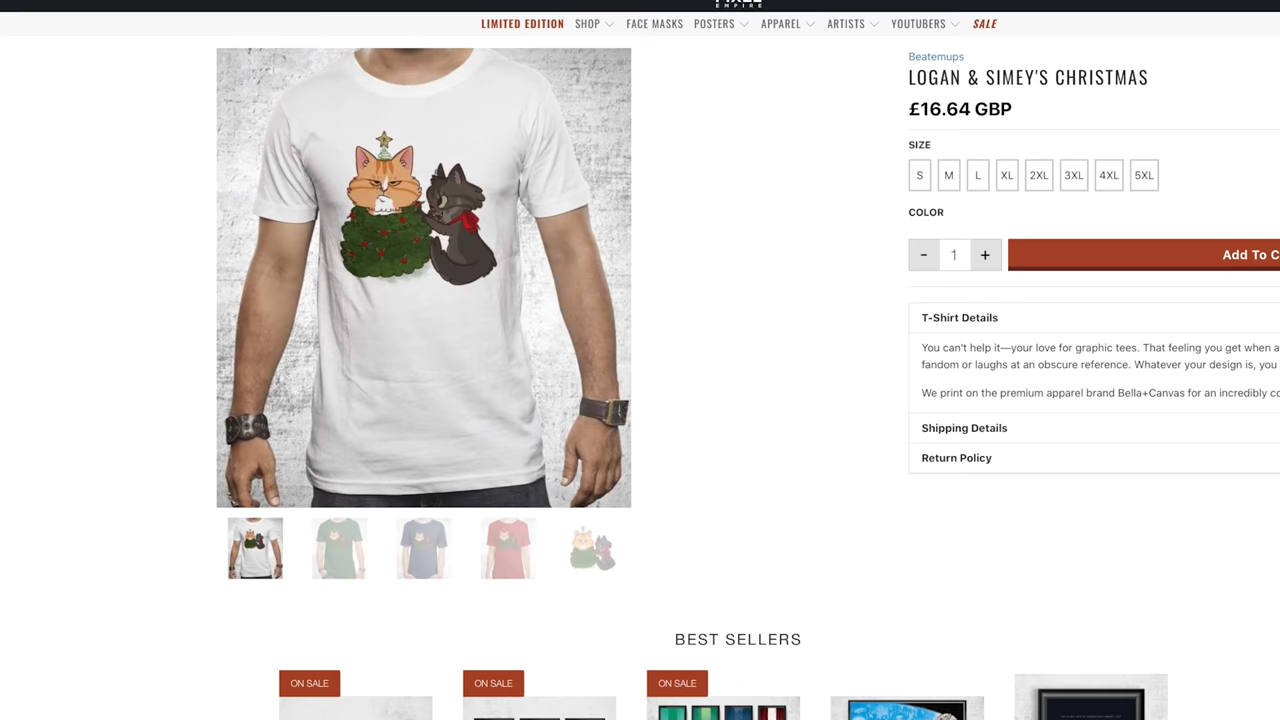 EMPIRE
LIMITED EDITION SHOP FACE MASKS POSTERS APPAREL ARTISTS YOUTUBERS SALE
Beatemups
LOGAN & SIMEY'S CHRISTMAS
£16.64 GBP
SIZE
S M L XL 2XL 3XL 4XL 5XL
COLOR
- 1 + Add To C
T-Shirt Details
You can't help it—your love for graphic tees. That feeling you get when a
fandom or laughs at an obscure reference. Whatever your design is, you
We print on the premium apparel brand Bella+Canvas for an incredibly co
Shipping Details
Return Policy
BEST SELLERS
ON SALE ON SALE ON SALE